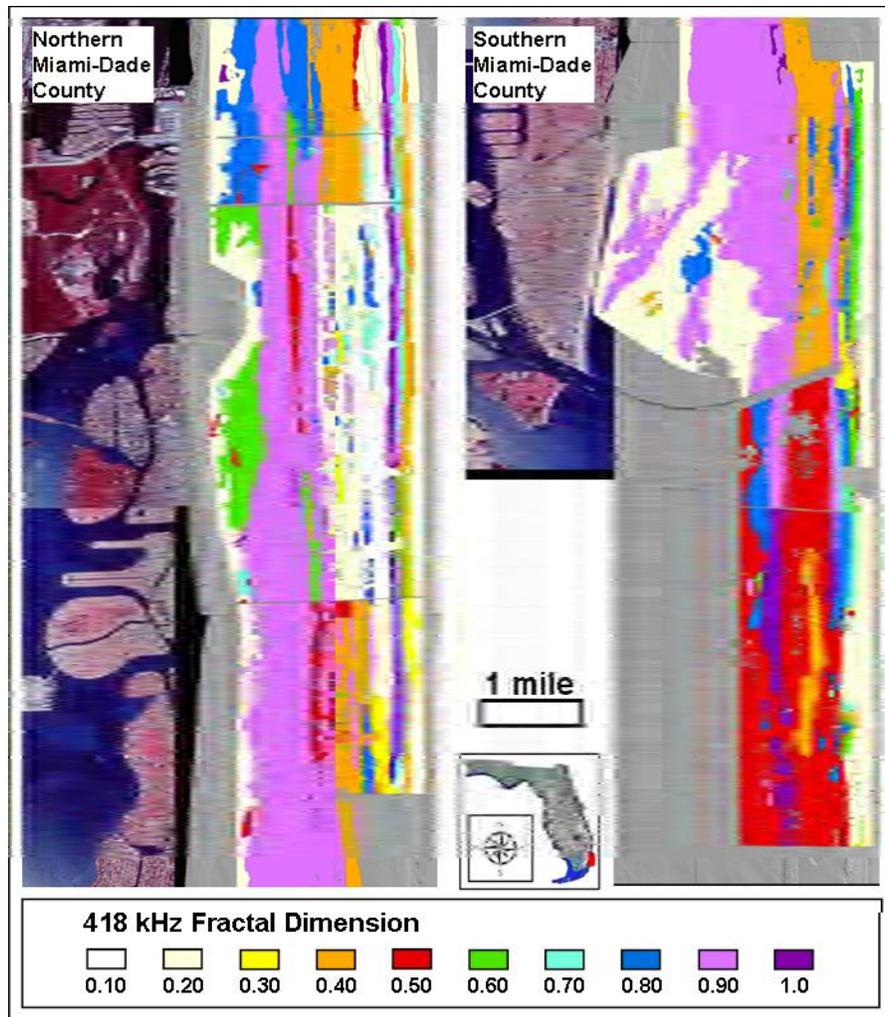 Northern
Miami-Dade
County
Southern
Miami-Dade
County
1 mile
S
418 kHz Fractal Dimension
0.10 0.20 0.30 0.40 0.50 0.60 0.70 0.80 0.90 1.0